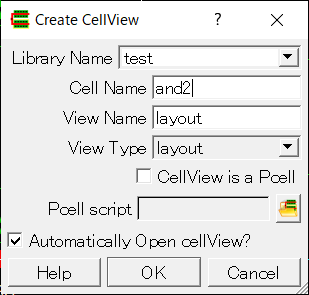 Create CellView
Library Name test
Cell Name and2
View Name layout
View Type layout
CellView is a Pcell
Pcell script
Automatically Open cellView?
Help OK Cancel